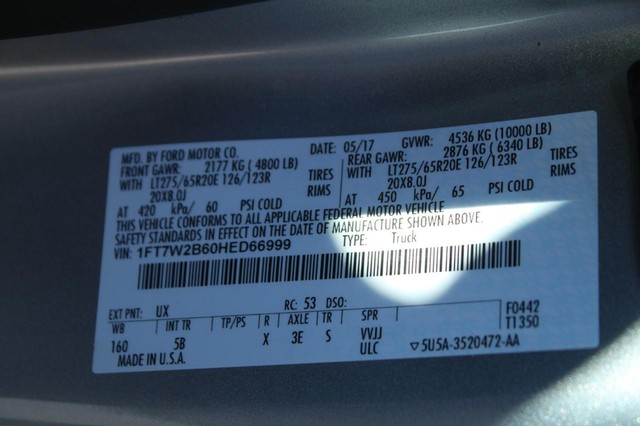 MFD. BY FORD MOTOR CO. DATE: 05/17 GVWR: 4536 KG (10000 LB)
FRONT GAWR: 2177 KG (4800 LB) REAR GAWR: 2876 KG (6340 LB)
WITH LT275/65R20E 126/123R TIRES WITH LT275/65R20E 126/123R TIRES
20X8.0J RIMS 20X8.0J RIMS
AT 420 kPa/ 60 PSI COLD AT 450 kPa/ 65 PSI COLD
THIS VEHICLE CONFORMS TO ALL APPLICABLE FEDERAL MOTOR VEHICLE
SAFETY STANDARDS IN EFFECT ON THE DATE OF MANUFACTURE SHOWN ABOVE.
VIN: 1FT7W2B60HED66999 TYPE: Truck
EXT PNT: UX RC: 53 DSO: F0442
WB INT TR TP/PS R AXLE TR SPR T1350
160 5B X 3E S VVJJ
MADE IN U.S.A. ULC ▽5U5A-3520472-AA